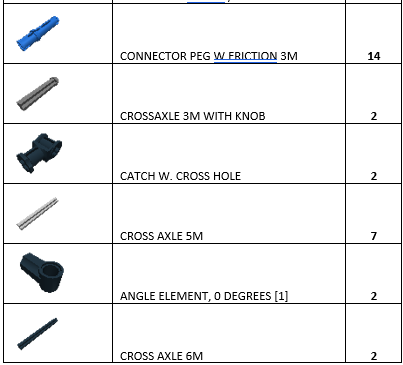 CONNECTOR PEG W FRICTION 3M 14
CROSSAXLE 3M WITH KNOB 2
CATCH W. CROSS HOLE 2
CROSS AXLE 5M 7
ANGLE ELEMENT, 0 DEGREES [1] 2
CROSS AXLE 6M 2